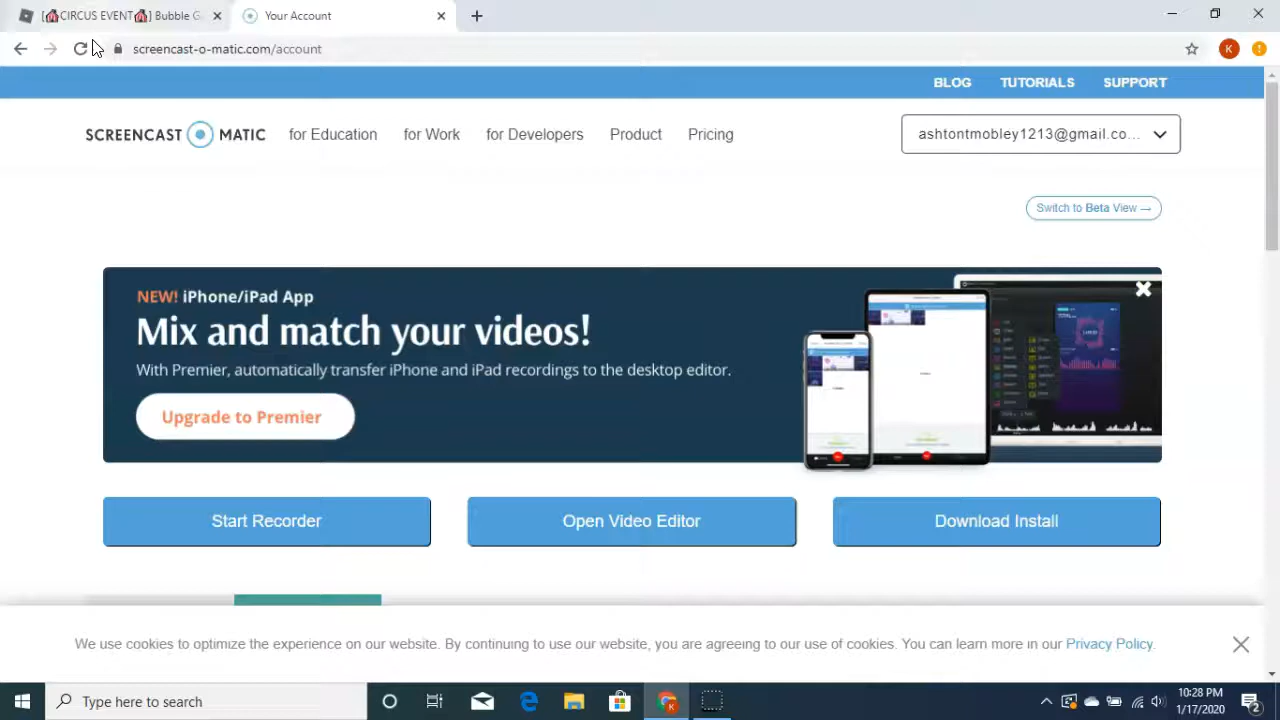 [🎪CIRCUS EVENT🎪] Bubble G
Your Account
screencast-o-matic.com/account
K
BLOG TUTORIALS SUPPORT
SCREENCAST O MATIC for Education for Work for Developers Product Pricing ashtontmobley1213@gmail.co...
Switch to Beta View →
NEW! iPhone/iPad App
Mix and match your videos!
With Premier, automatically transfer iPhone and iPad recordings to the desktop editor.
Upgrade to Premier
Start Recorder Open Video Editor Download Install
We use cookies to optimize the experience on our website. By continuing to use our website, you are agreeing to our use of cookies. You can learn more in our Privacy Policy.
Type here to search
10:28 PM
1/17/2020
2